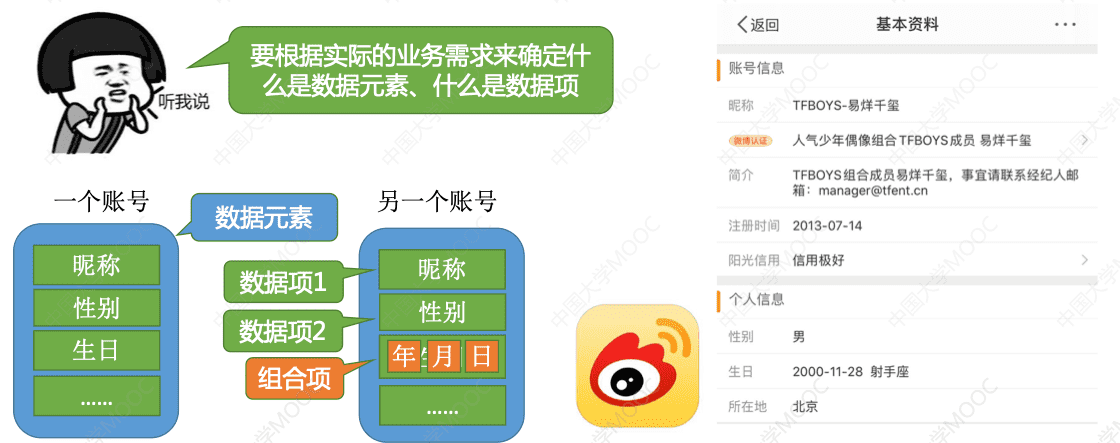 听我说
要根据实际的业务需求来确定什
么是数据元素、什么是数据项
一个账号
数据元素
昵称
性别
生日
……
另一个账号
数据项1
数据项2
组合项
昵称
性别
年 月 日
……
返回
基本资料
账号信息
昵称 TFBOYS-易烊千玺
微博认证 人气少年偶像组合TFBOYS成员 易烊千玺
简介 TFBOYS组合成员易烊千玺，事宜请联系经纪人邮
箱：manager@tfent.cn
注册时间 2013-07-14
阳光信用 信用极好
个人信息
性别 男
生日 2000-11-28 射手座
所在地 北京
中国大学MOOC